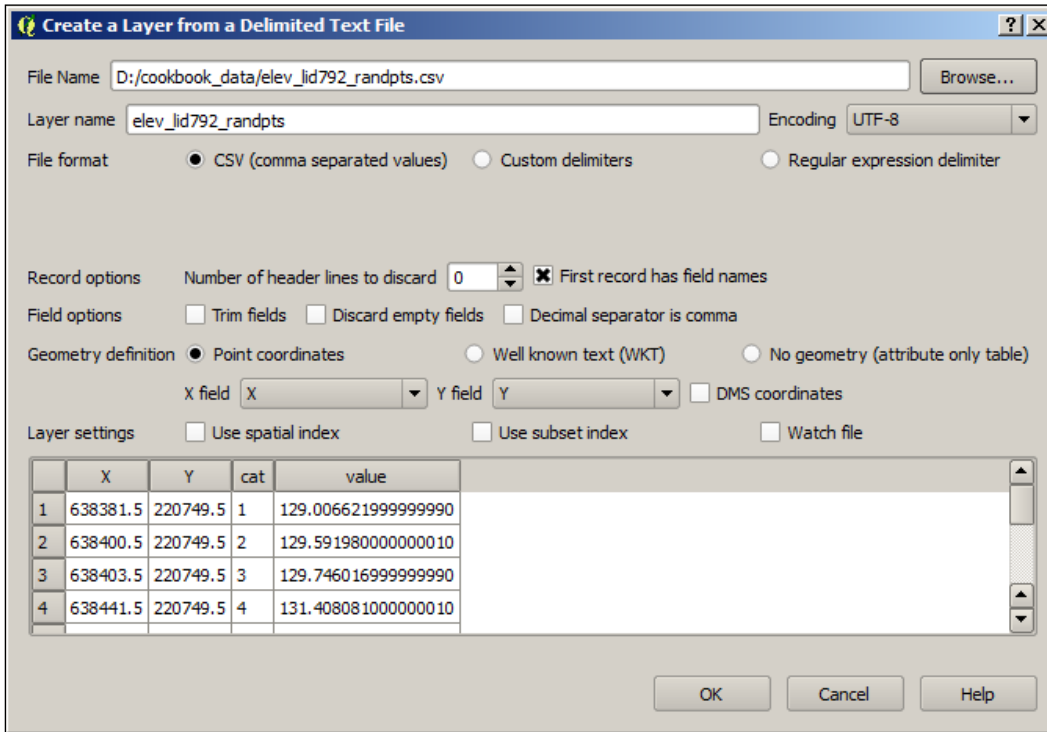 Create a Layer from a Delimited Text File
File Name D:/cookbook_data/elev_lid792_randpts.csv Browse...
Layer name elev_lid792_randpts Encoding UTF-8
File format CSV (comma separated values) Custom delimiters Regular expression delimiter
Record options Number of header lines to discard 0 First record has field names
Field options Trim fields Discard empty fields Decimal separator is comma
Geometry definition Point coordinates Well known text (WKT) No geometry (attribute only table)
X field X Y field Y DMS coordinates
Layer settings Use spatial index Use subset index Watch file
X Y cat value
1 638381.5 220749.5 1 129.006621999999990
2 638400.5 220749.5 2 129.591980000000010
3 638403.5 220749.5 3 129.746016999999990
4 638441.5 220749.5 4 131.408081000000010
OK Cancel Help